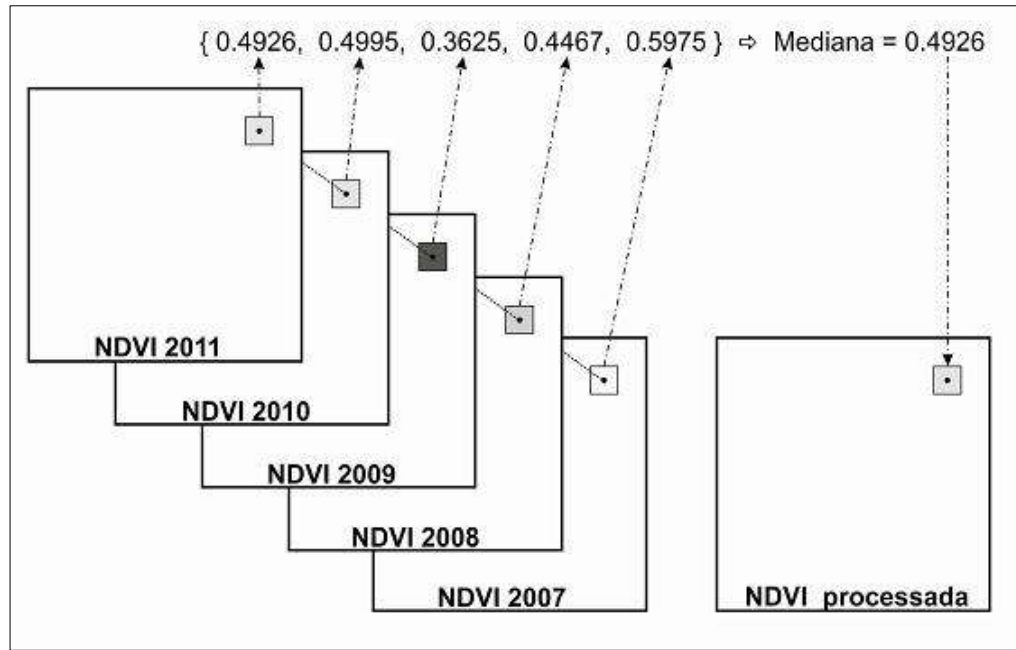 { 0.4926, 0.4995, 0.3625, 0.4467, 0.5975 } ⇨ Mediana = 0.4926
NDVI 2011
NDVI 2010
NDVI 2009
NDVI 2008
NDVI 2007
NDVI processada